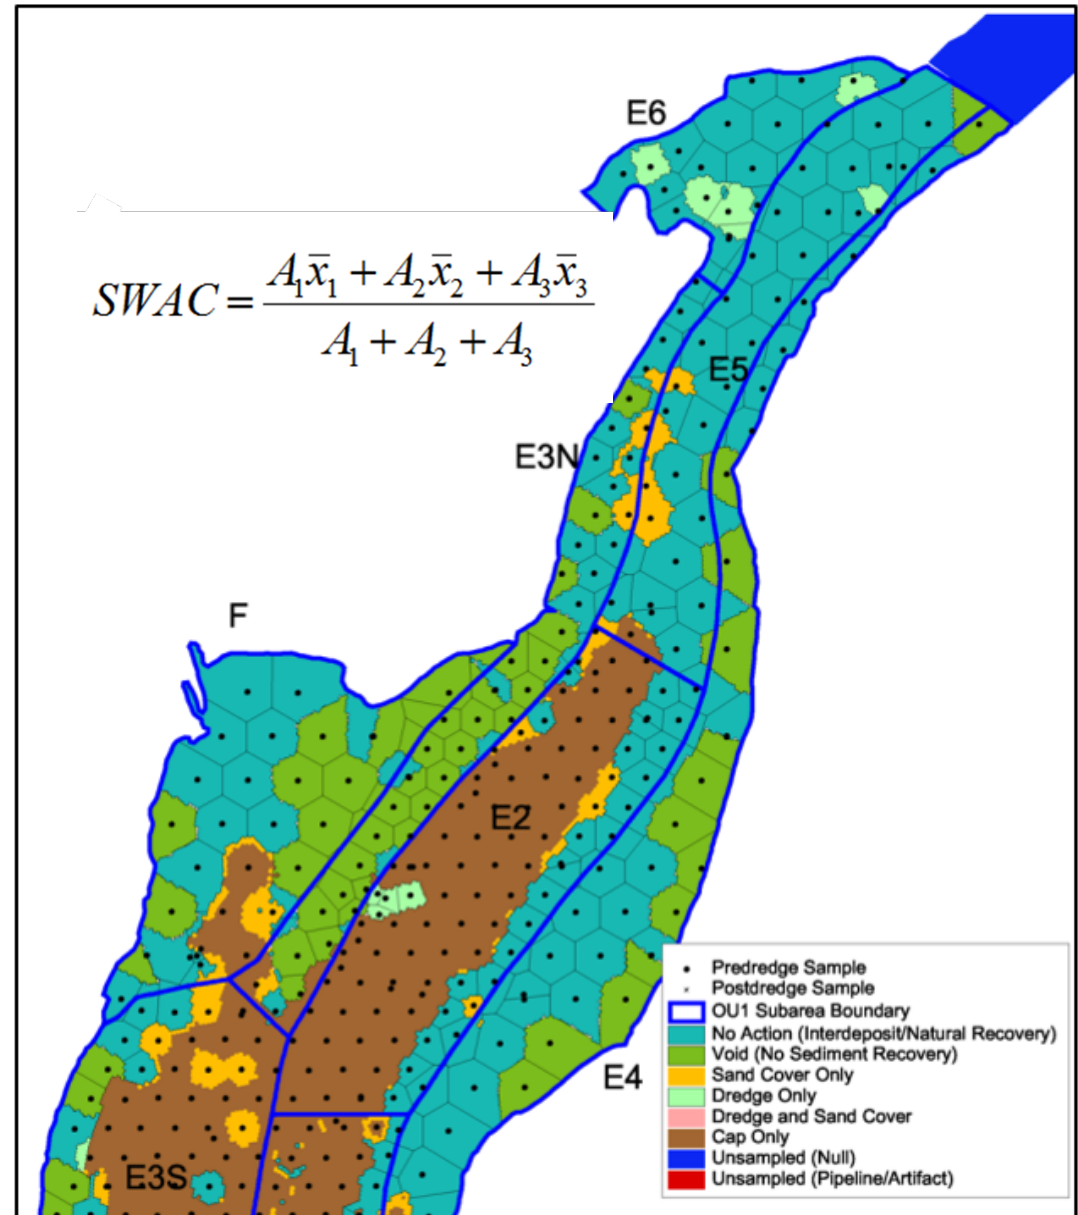 E6
SWAC = A₁x̅₁ + A₂x̅₂ + A₃x̅₃
A₁ + A₂ + A₃
E5
E3N
F
E2
Predredge Sample
Postdredge Sample
OU1 Subarea Boundary
No Action (Interdeposit/Natural Recovery)
Void (No Sediment Recovery)
Sand Cover Only
E4
Dredge Only
Dredge and Sand Cover
Cap Only
Unsampled (Null)
E3S
Unsampled (Pipeline/Artifact)